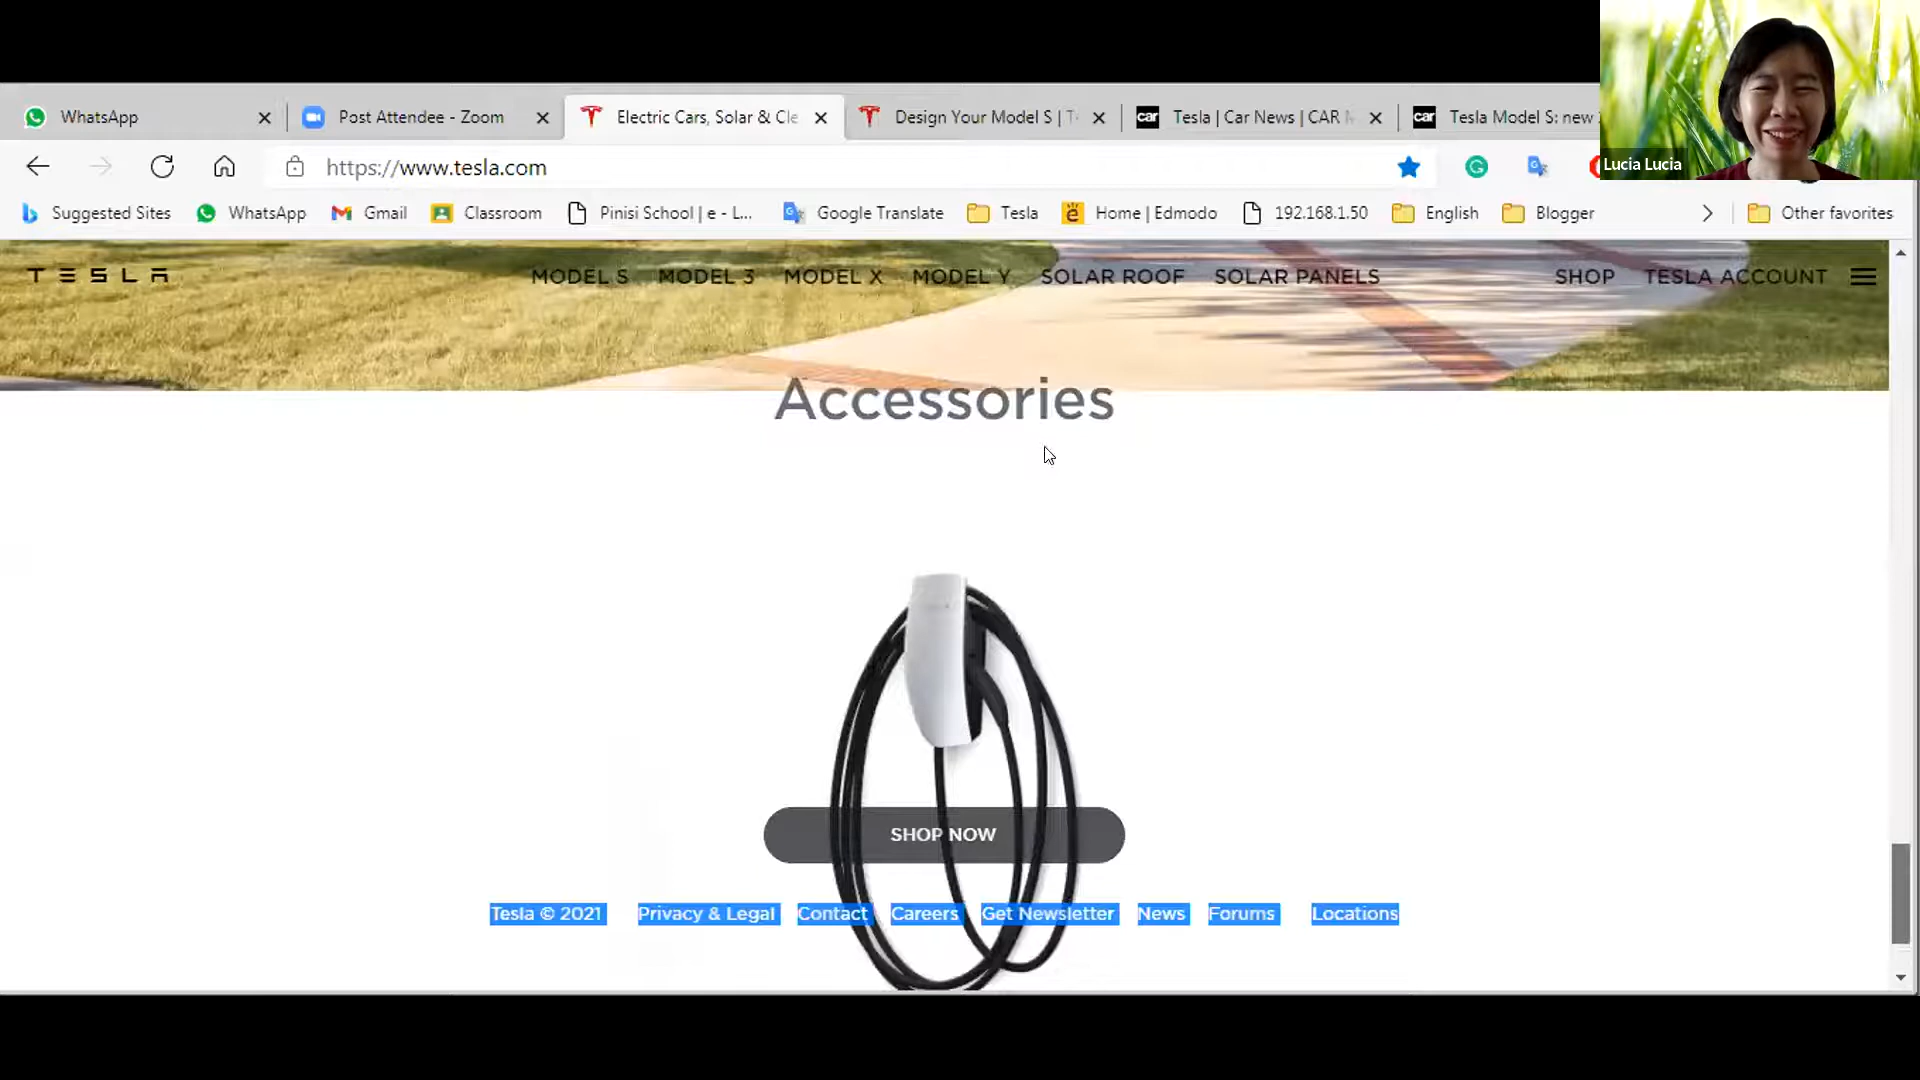 WhatsApp
Post Attendee - Zoom
Electric Cars, Solar & Cle
Design Your Model S | T
Tesla | Car News | CAR M
Tesla Model S: new
Lucia Lucia
https://www.tesla.com
Suggested Sites
WhatsApp
Gmail
Classroom
Pinisi School | e - L...
Google Translate
Tesla
Home | Edmodo
192.168.1.50
English
Blogger
Other favorites
TESLA
MODEL S MODEL 3 MODEL X MODEL Y SOLAR ROOF SOLAR PANELS
SHOP TESLA ACCOUNT
Accessories
SHOP NOW
Tesla © 2021 Privacy & Legal Contact Careers Get Newsletter News Forums Locations